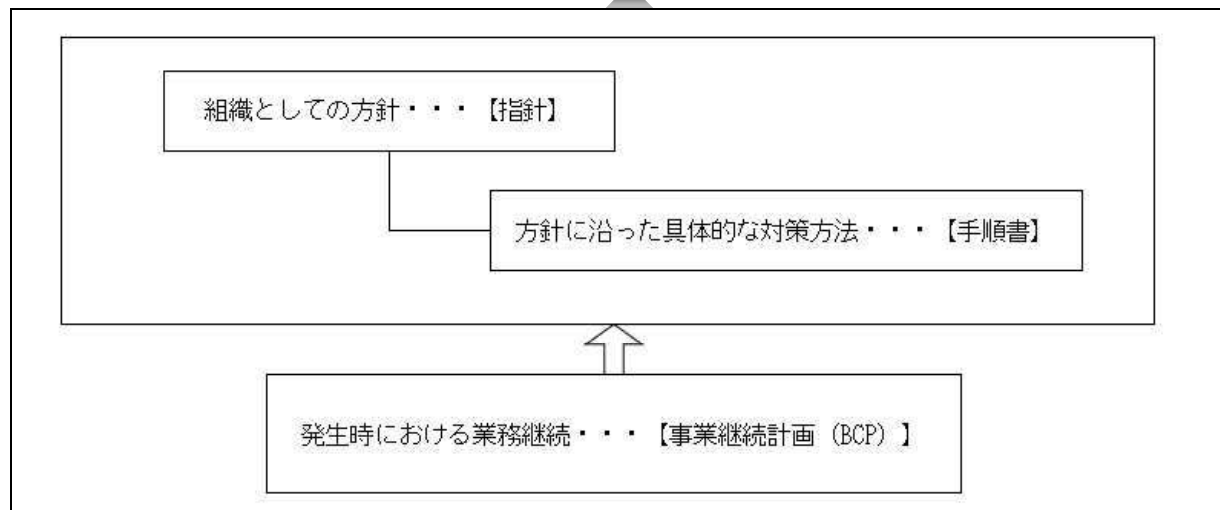 組織としての方針・・・【指針】
方針に沿った具体的な対策方法・・・【手順書】
発生時における業務継続・・・【事業継続計画（BCP）】